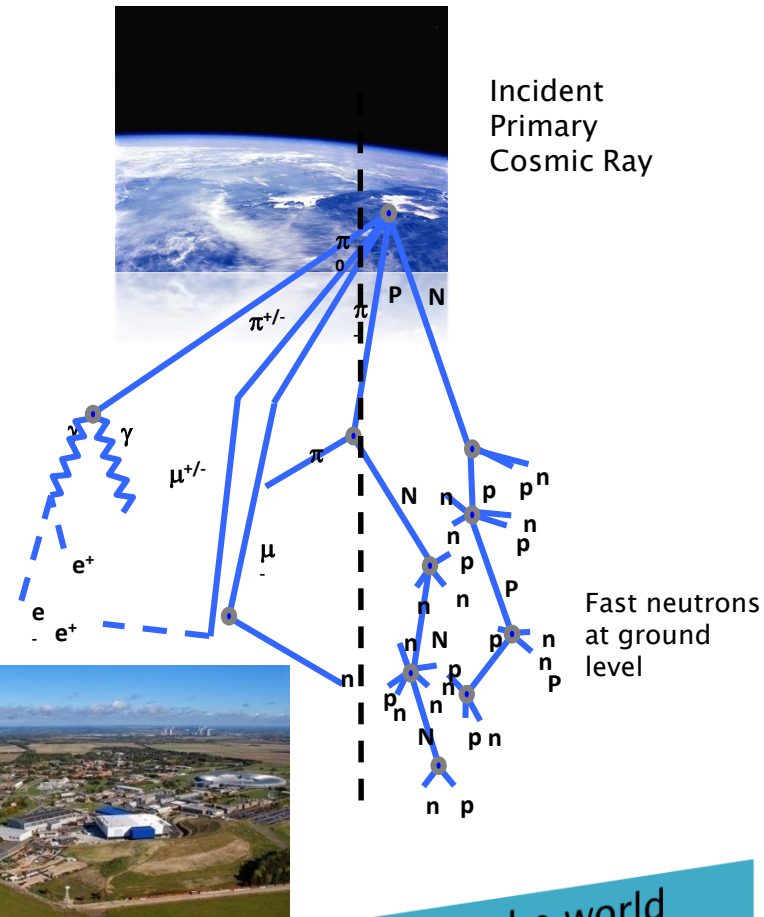 Incident
Primary
Cosmic Ray
π
0
P N
π
-
π+/-
γ γ
π
μ+/-
N n p p n
n n
p
n p
μ
-
e+
P
n n
Fast neutrons
at ground
level
e
-
e+
n N p n
n
P
p
n
n
p n n
N p n
n p
world